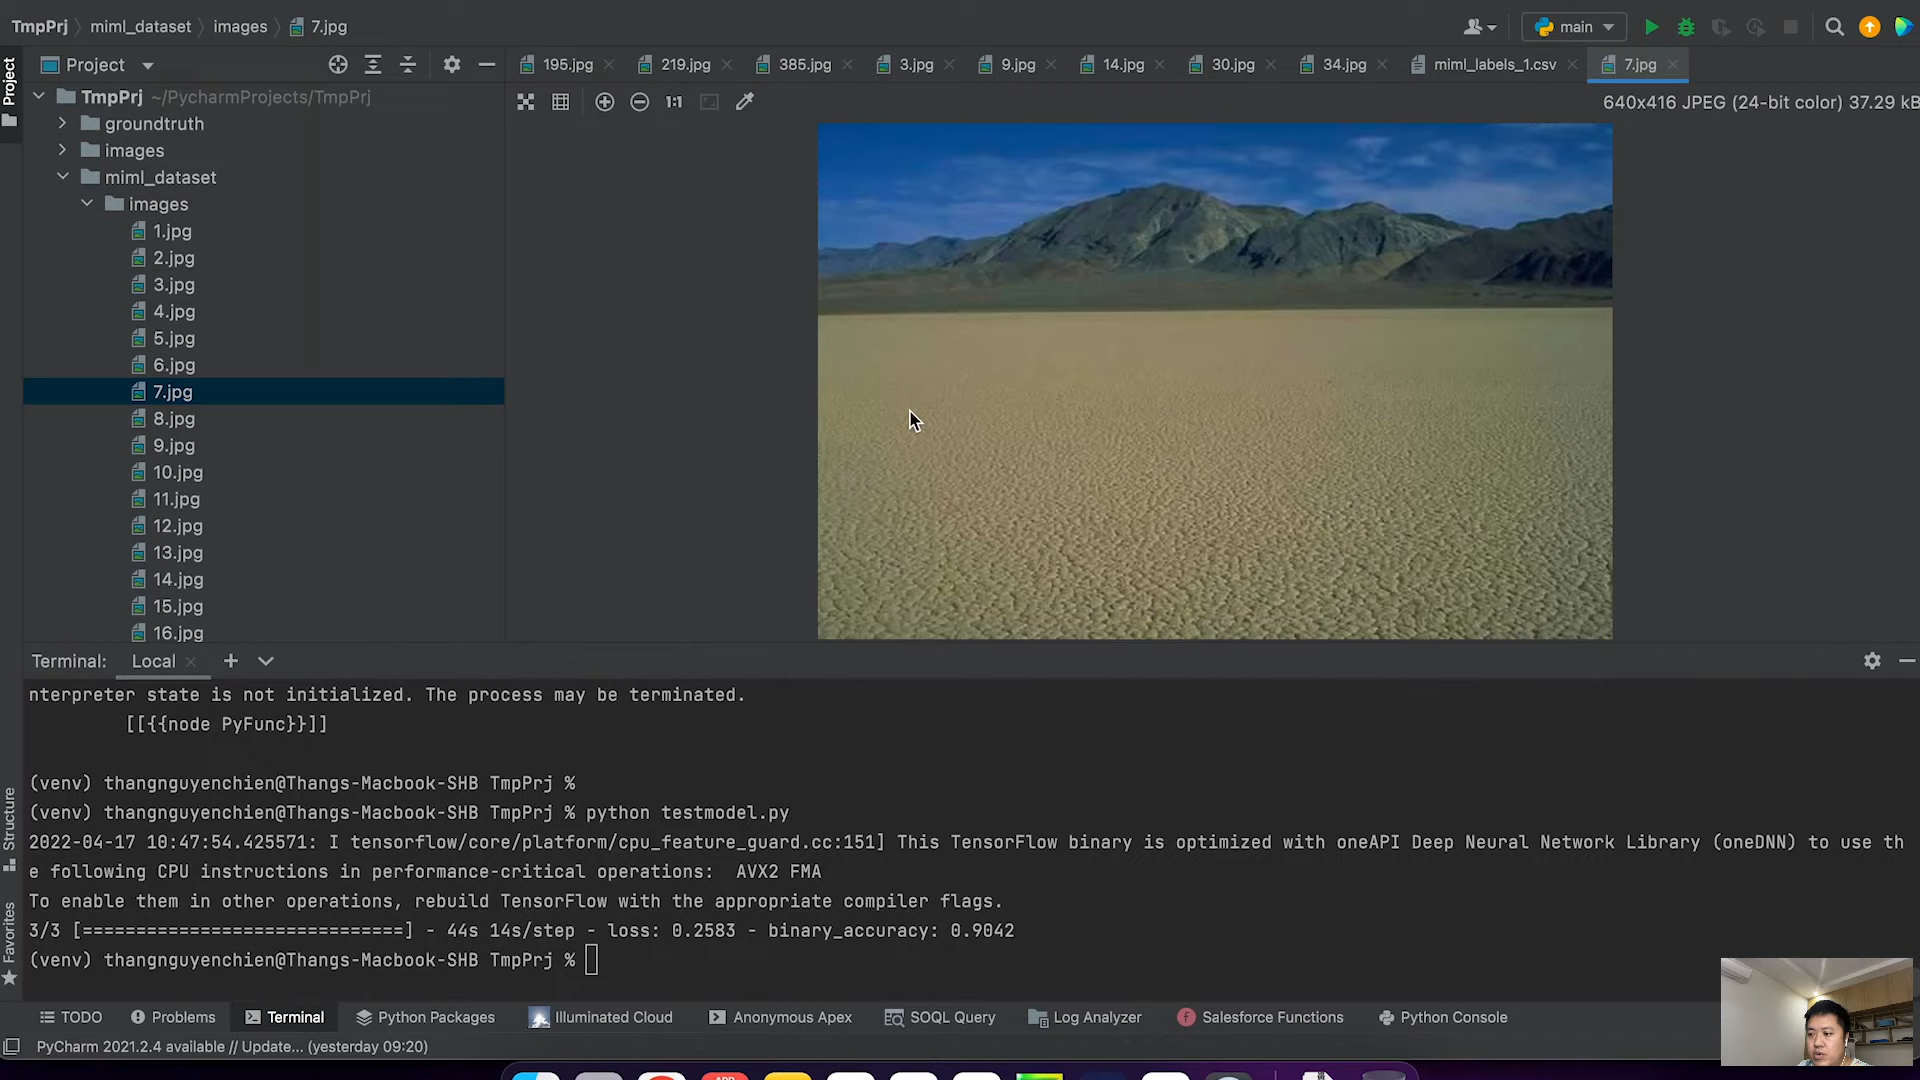 TmpPrj miml_dataset images 7.jpg
main
Project
Project
195.jpg 219.jpg 385.jpg 3.jpg 9.jpg 14.jpg 30.jpg 34.jpg miml_labels_1.csv 7.jpg
TmpPrj ~/PycharmProjects/TmpPrj
1:1
640x416 JPEG (24-bit color) 37.29 kB
groundtruth
images
miml_dataset
images
1.jpg
2.jpg
3.jpg
4.jpg
5.jpg
6.jpg
7.jpg
8.jpg
9.jpg
10.jpg
11.jpg
12.jpg
13.jpg
14.jpg
15.jpg
16.jpg
Terminal: Local
nterpreter state is not initialized. The process may be terminated.
[[{{node PyFunc}}]]
(venv) thangnguyenchien@Thangs-Macbook-SHB TmpPrj %
(venv) thangnguyenchien@Thangs-Macbook-SHB TmpPrj % python testmodel.py
2022-04-17 10:47:54.425571: I tensorflow/core/platform/cpu_feature_guard.cc:151] This TensorFlow binary is optimized with oneAPI Deep Neural Network Library (oneDNN) to use th
e following CPU instructions in performance-critical operations:  AVX2 FMA
To enable them in other operations, rebuild TensorFlow with the appropriate compiler flags.
3/3 [==============================] - 44s 14s/step - loss: 0.2583 - binary_accuracy: 0.9042
(venv) thangnguyenchien@Thangs-Macbook-SHB TmpPrj %
Structure
Favorites
TODO Problems Terminal Python Packages Illuminated Cloud Anonymous Apex SOQL Query Log Analyzer Salesforce Functions Python Console
PyCharm 2021.2.4 available // Update... (yesterday 09:20)